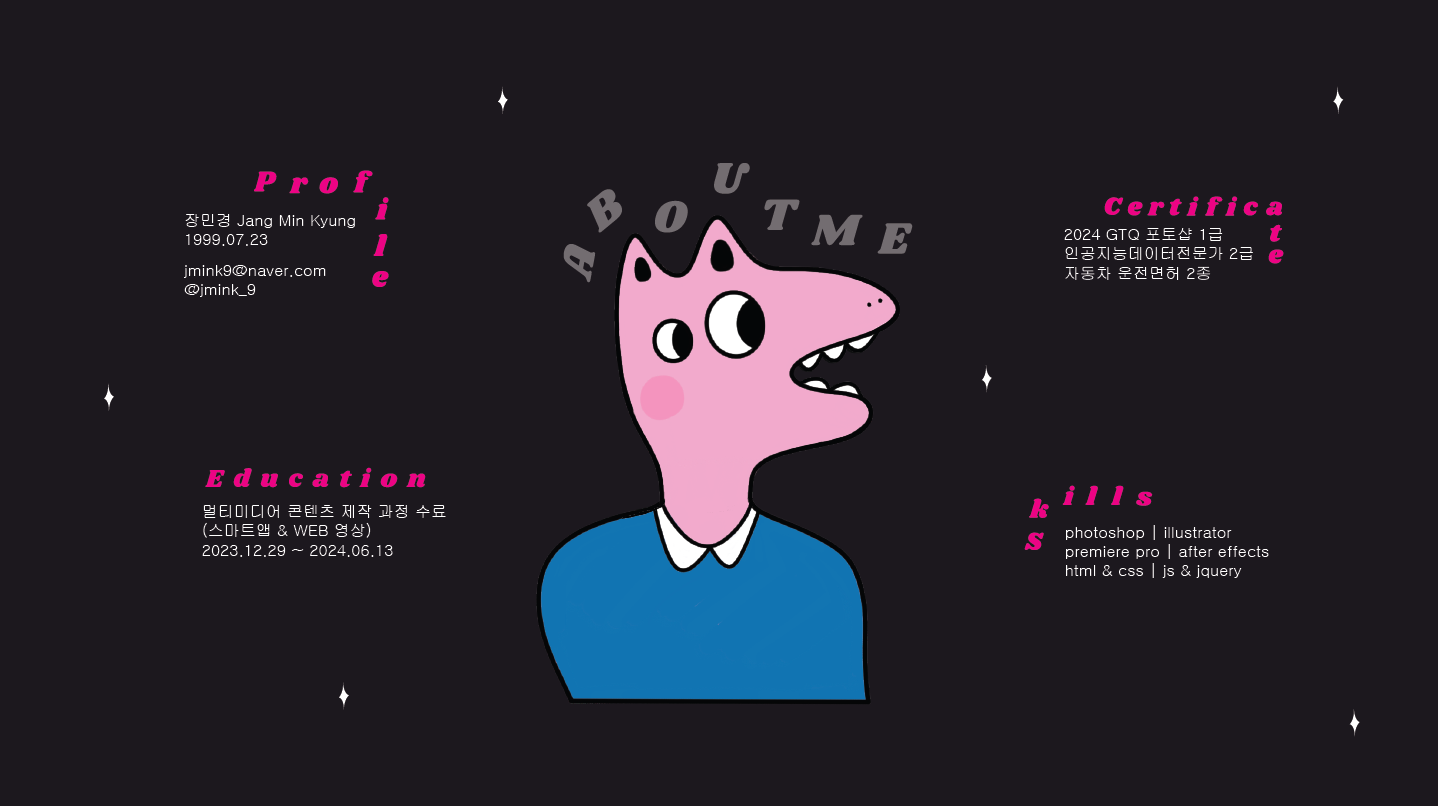 ABOUT ME
Profile
장민경 Jang Min Kyung
1999.07.23
jmink9@naver.com
@jmink_9
Certificate
2024 GTQ 포토샵 1급
인공지능데이터전문가 2급
자동차 운전면허 2종
Education
멀티미디어 콘텐츠 제작 과정 수료
(스마트앱 & WEB 영상)
2023.12.29 ~ 2024.06.13
skills
photoshop | illustrator
premiere pro | after effects
html & css | js & jquery